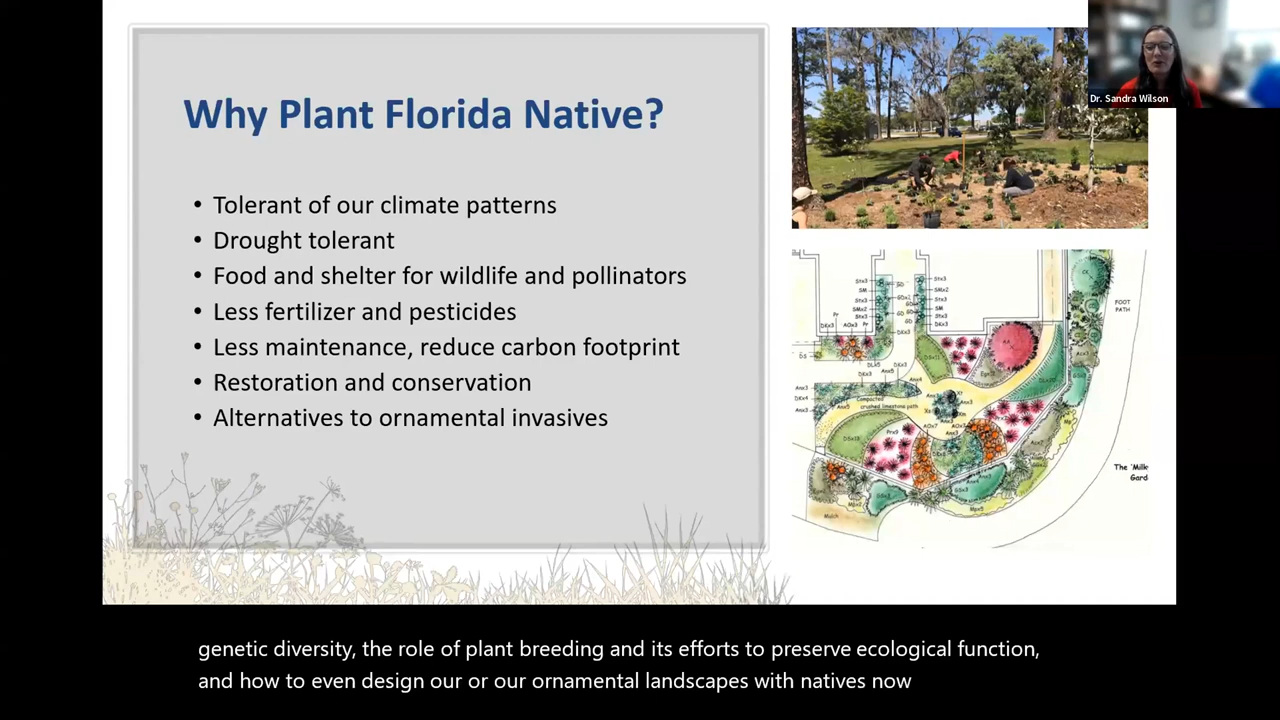 Why Plant Florida Native?
• Tolerant of our climate patterns
• Drought tolerant
• Food and shelter for wildlife and pollinators
• Less fertilizer and pesticides
• Less maintenance, reduce carbon footprint
• Restoration and conservation
• Alternatives to ornamental invasives
Dr. Sandra Wilson
FOOT
PATH
Compacted
crushed limestone path
The 'Milk
Gard
Mulch
genetic diversity, the role of plant breeding and its efforts to preserve ecological function,
and how to even design our or our ornamental landscapes with natives now